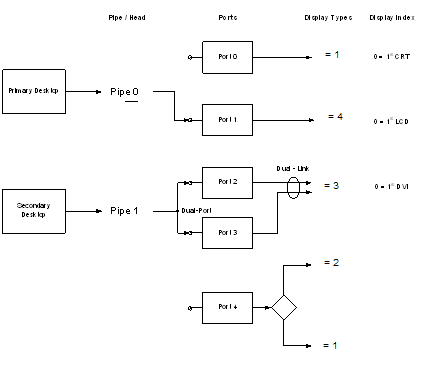 Pipe / Head Ports Display Types Display Index
Port 0 = 1 0 = 1st CRT
Primary Desktop Pipe 0 Port 1 = 4 0 = 1st LCD
Dual - Link
Port 2 = 3 0 = 1st DVI
Secondary Desktop Pipe 1 Dual-Port
Port 3
= 2
Port 4
= 1